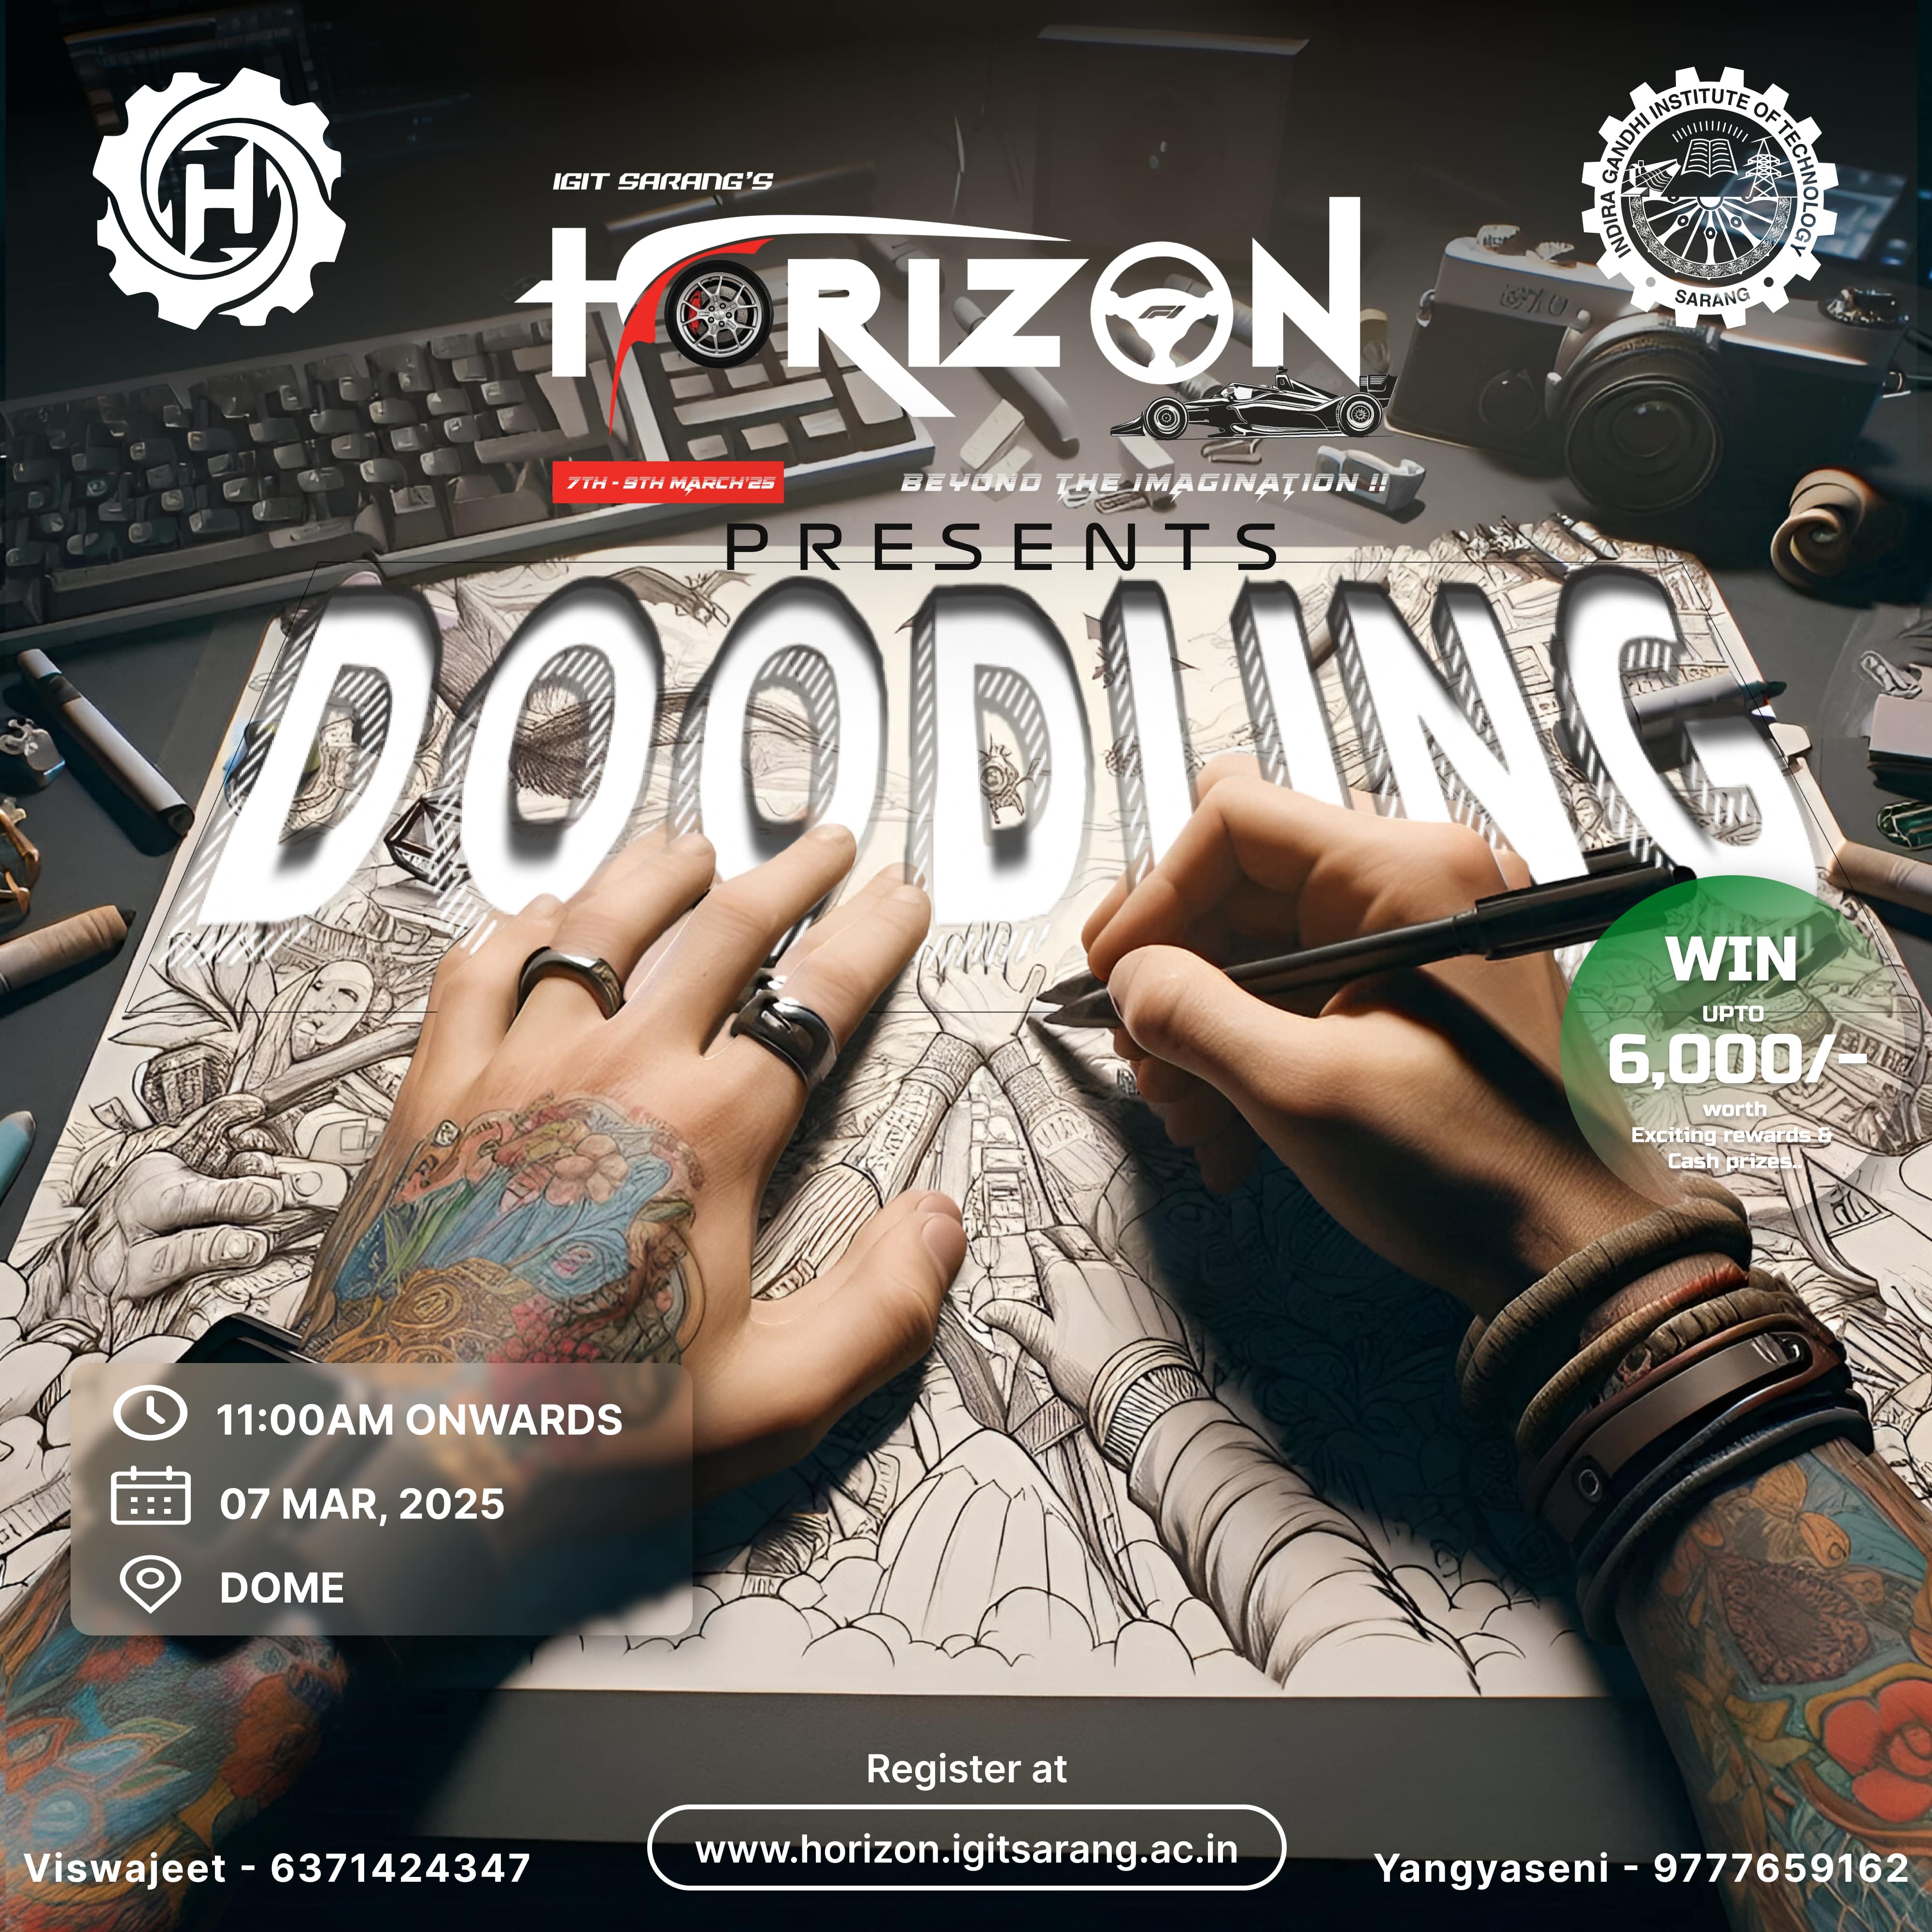 H
INDIRA GANDHI INSTITUTE OF TECHNOLOGY
SARANG
IGIT SARANG'S
HORIZON
7TH - 9TH MARCH'25
BEYOND THE IMAGINATION !!
PRESENTS
DOODLING
WIN
UPTO
6,000/-
worth
Exciting rewards &
Cash prizes..
11:00AM ONWARDS
07 MAR, 2025
DOME
Register at
www.horizon.igitsarang.ac.in
Viswajeet - 6371424347
Yangyaseni - 9777659162